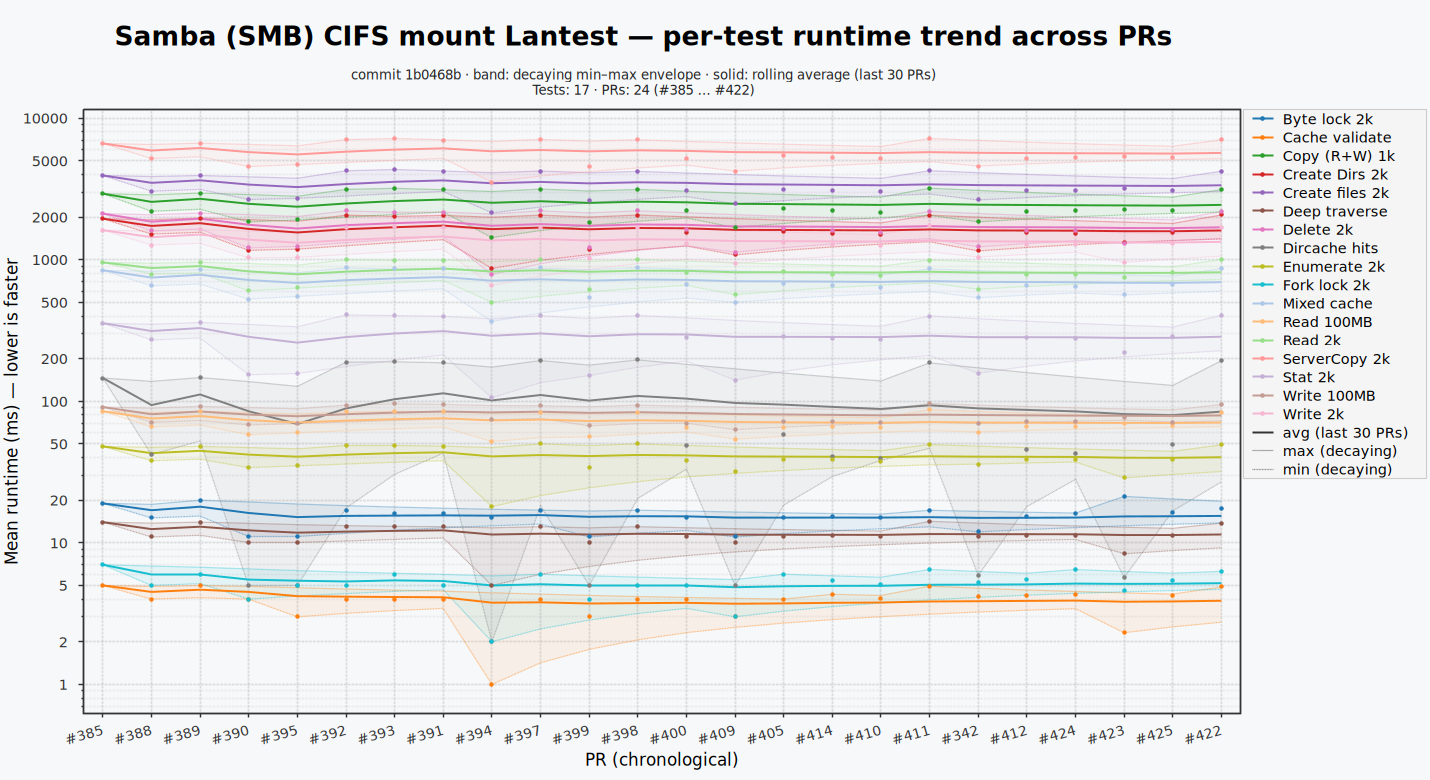 Samba (SMB) CIFS mount Lantest — per-test runtime trend across PRs
commit 1b0468b · band: decaying min–max envelope · solid: rolling average (last 30 PRs)
Tests: 17 · PRs: 24 (#385 … #422)
Mean runtime (ms) — lower is faster
10000
5000
2000
1000
500
200
100
50
20
10
5
2
1
#385
#388
#389
#390
#395
#392
#393
#391
#394
#397
#399
#398
#400
#409
#405
#414
#410
#411
#342
#412
#424
#423
#425
#422
PR (chronological)
Byte lock 2k
Cache validate
Copy (R+W) 1k
Create Dirs 2k
Create files 2k
Deep traverse
Delete 2k
Dircache hits
Enumerate 2k
Fork lock 2k
Mixed cache
Read 100MB
Read 2k
ServerCopy 2k
Stat 2k
Write 100MB
Write 2k
avg (last 30 PRs)
max (decaying)
min (decaying)